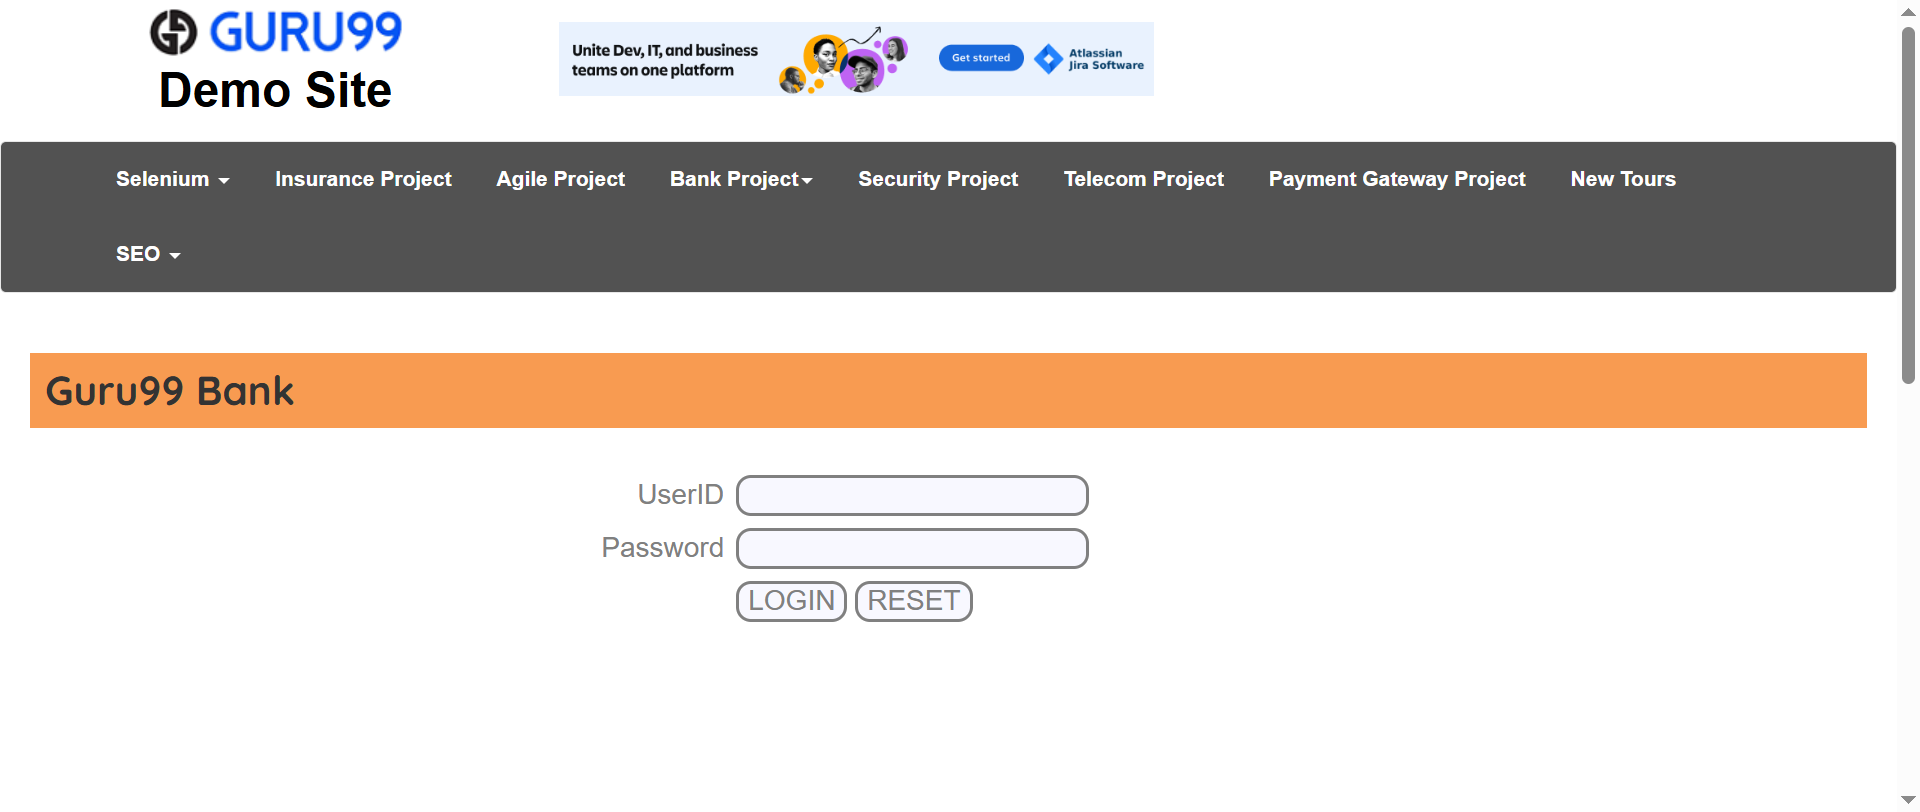 GURU99
Demo Site
Unite Dev, IT, and business
teams on one platform
Get started
Atlassian
Jira Software
Selenium
Insurance Project
Agile Project
Bank Project
Security Project
Telecom Project
Payment Gateway Project
New Tours
SEO
Guru99 Bank
UserID
Password
LOGIN RESET